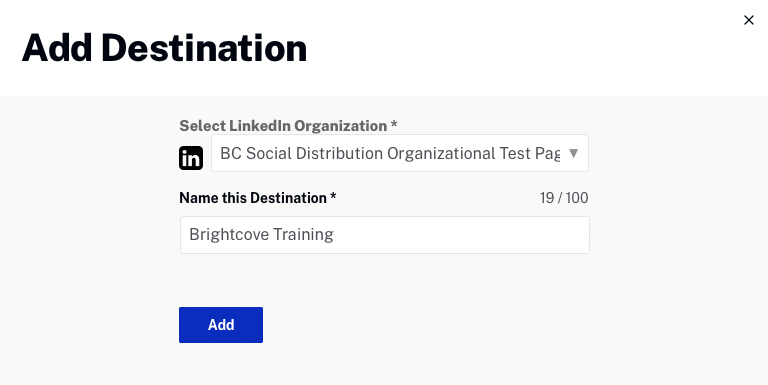 Add Destination
Select LinkedIn Organization *
in
BC Social Distribution Organizational Test Pag
Name this Destination *
19 / 100
Brightcove Training
Add